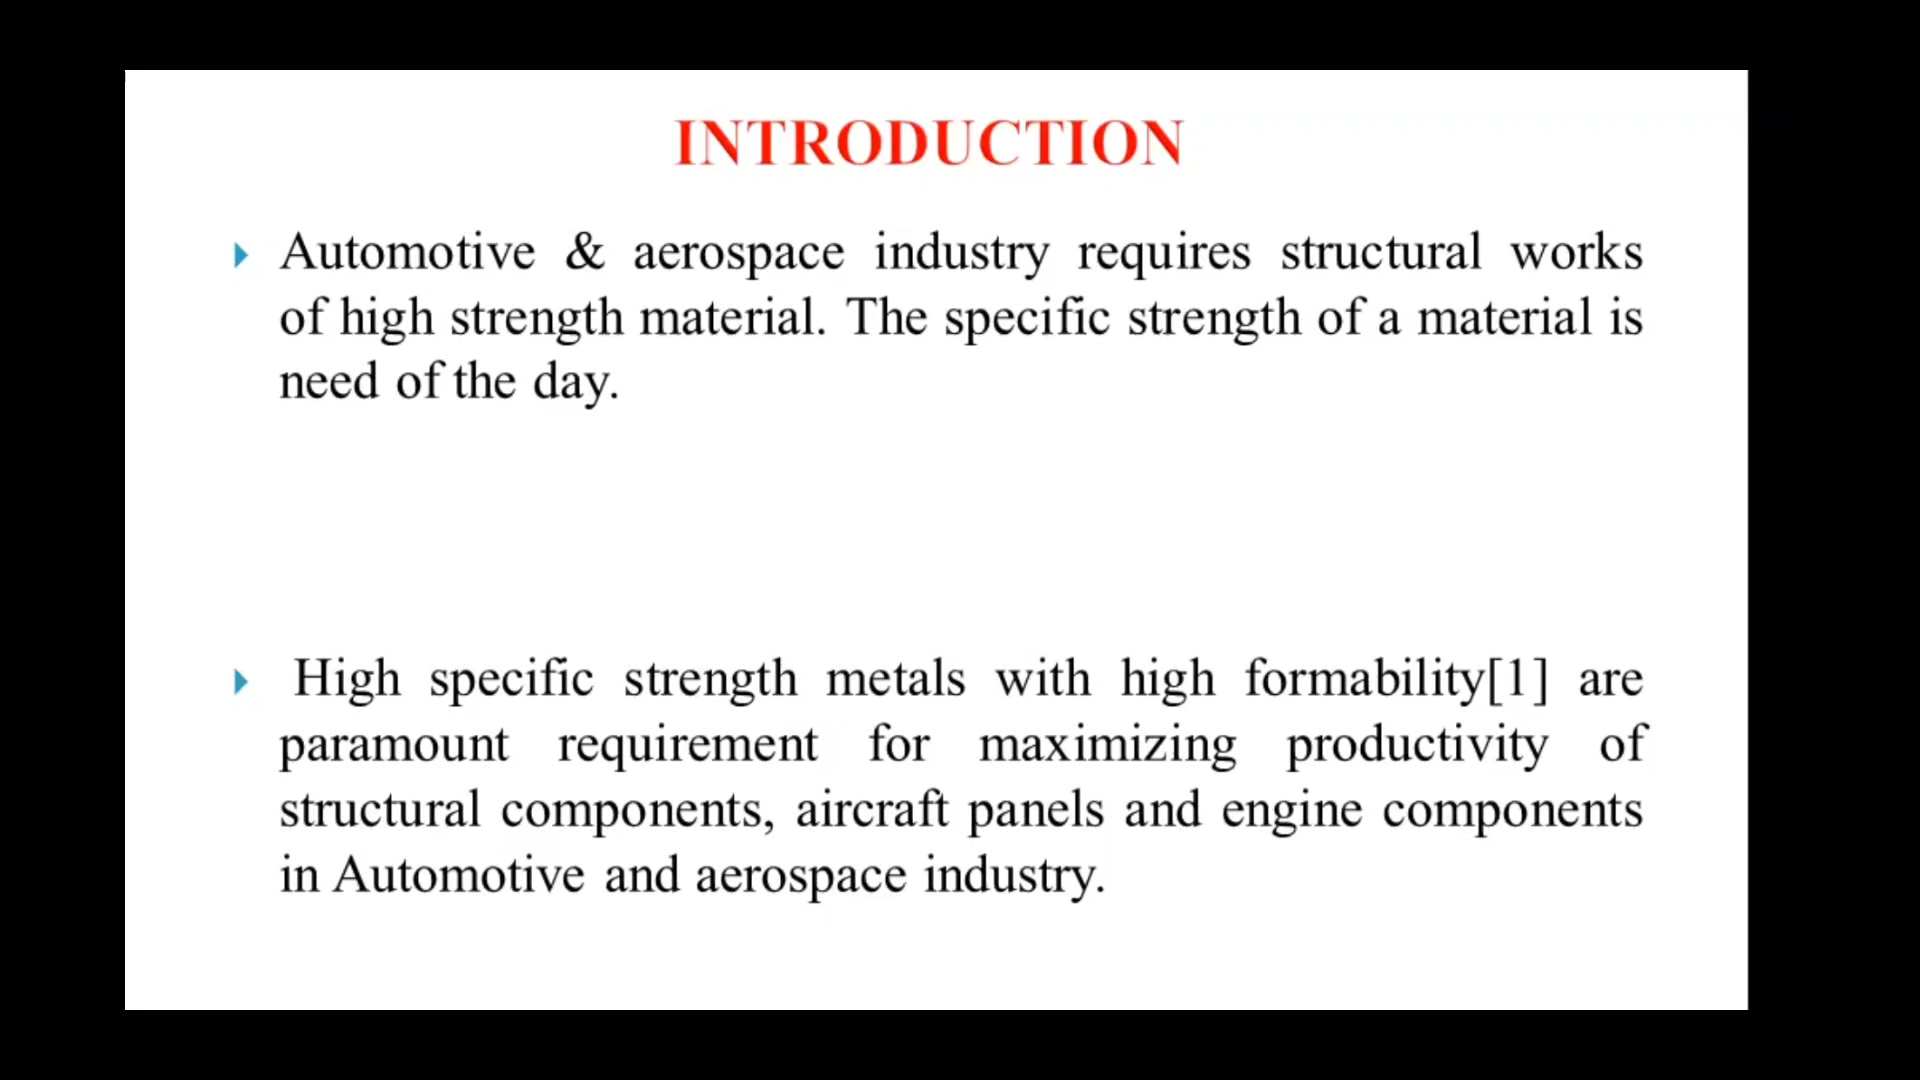 INTRODUCTION
Automotive & aerospace industry requires structural works
of high strength material. The specific strength of a material is
need of the day.
High specific strength metals with high formability[1] are
paramount requirement for maximizing productivity of
structural components, aircraft panels and engine components
in Automotive and aerospace industry.